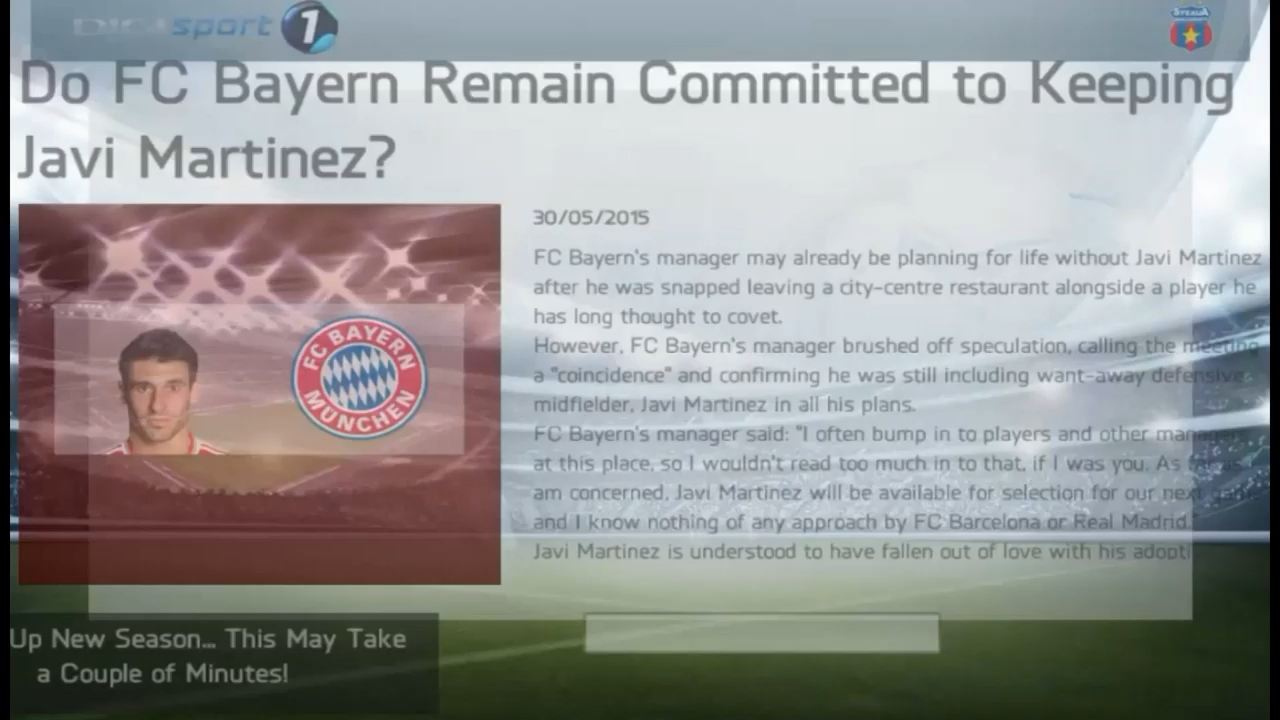 DIGI sport 1
STEAUA
Do FC Bayern Remain Committed to Keeping
Javi Martinez?
30/05/2015
FC Bayern's manager may already be planning for life without Javi Martinez
after he was snapped leaving a city-centre restaurant alongside a player he
has long thought to covet.
However, FC Bayern's manager brushed off speculation, calling the meeting
a "coincidence" and confirming he was still including want-away defensive
midfielder, Javi Martinez in all his plans.
FC Bayern's manager said: "I often bump in to players and other managers
at this place, so I wouldn't read too much in to that, if I was you. As
am concerned, Javi Martinez will be available for selection for our next game
and I know nothing of any approach by FC Barcelona or Real Madrid."
Javi Martinez is understood to have fallen out of love with his adopti
FC BAYERN
MÜNCHEN
Up New Season... This May Take
a Couple of Minutes!